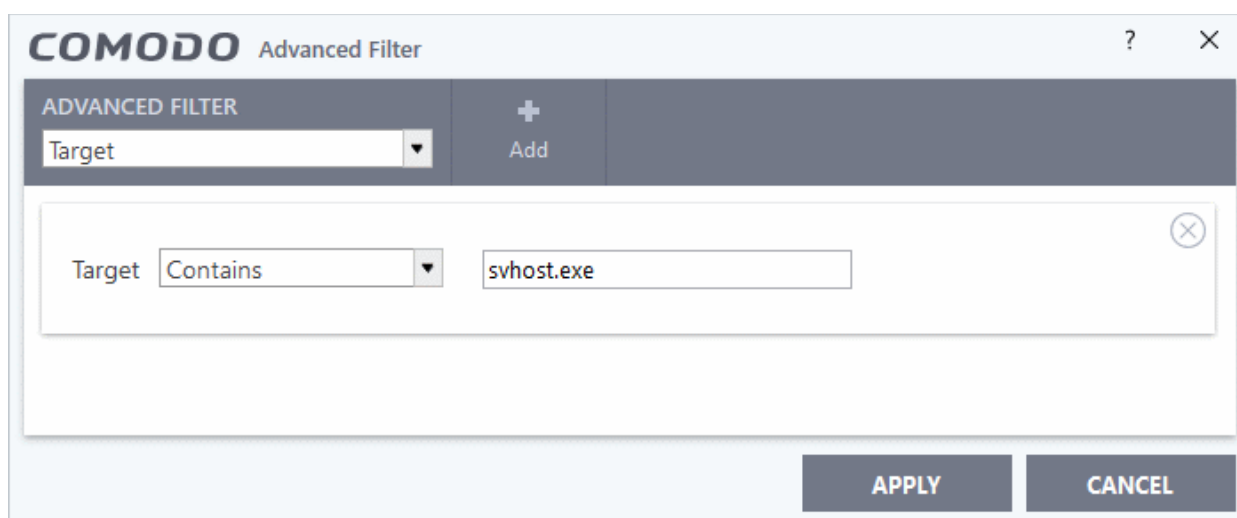 COMODO Advanced Filter ?
ADVANCED FILTER
Target
Add
Target Contains svhost.exe
APPLY CANCEL